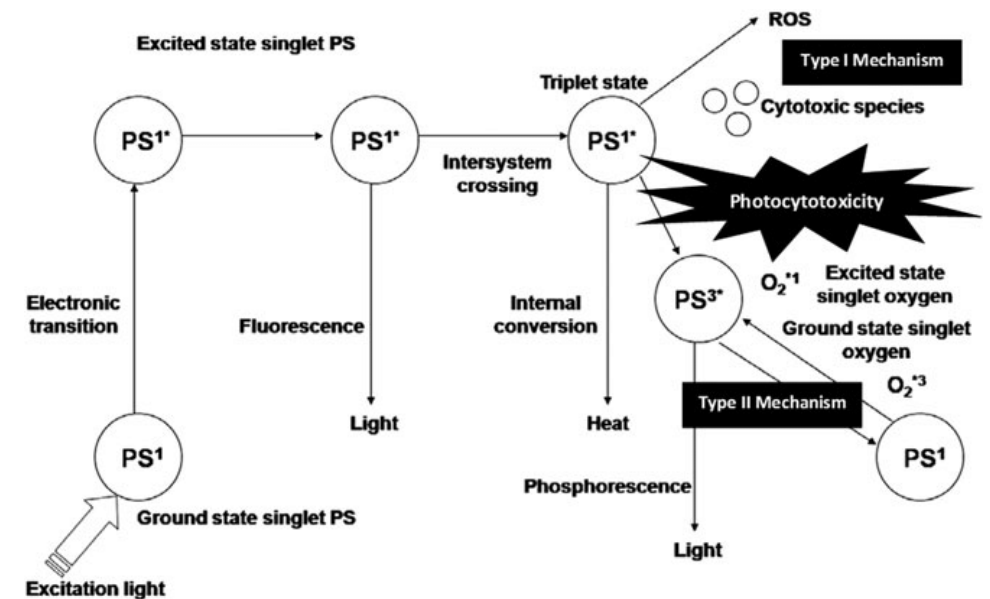 ROS
Excited state singlet PS
Type I Mechanism
Triplet state
Cytotoxic species
PS¹*
PS¹*
PS¹*
Intersystem
crossing
Photocytotoxicity
Electronic
transition
Fluorescence
Internal
conversion
PS³*
O₂*¹
Excited state
singlet oxygen
Ground state singlet
oxygen
O₂*³
Type II Mechanism
Light
Heat
PS¹
PS¹
Phosphorescence
Ground state singlet PS
Light
Excitation light